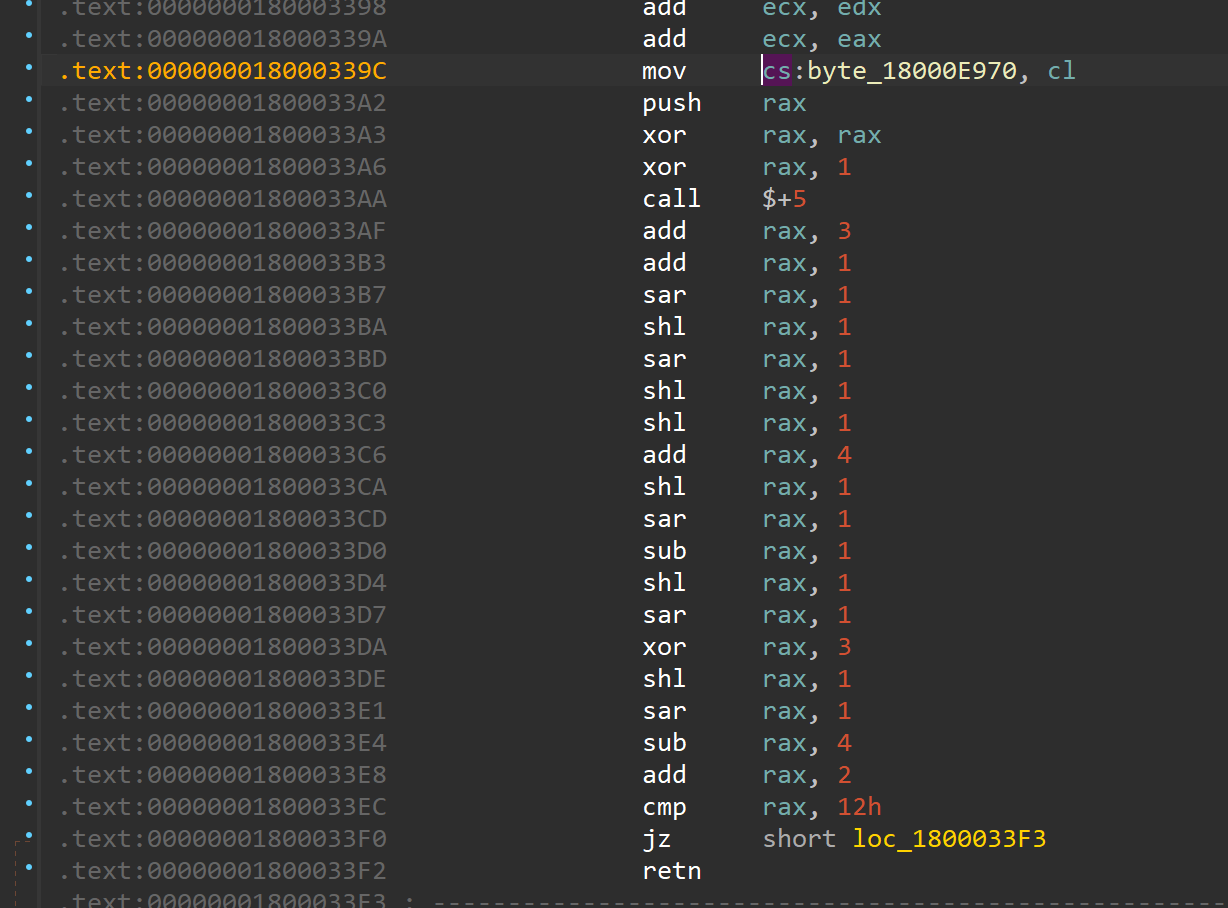 .text:0000000180003398 add ecx, edx
.text:000000018000339A add ecx, eax
.text:000000018000339C mov cs:byte_18000E970, cl
.text:00000001800033A2 push rax
.text:00000001800033A3 xor rax, rax
.text:00000001800033A6 xor rax, 1
.text:00000001800033AA call $+5
.text:00000001800033AF add rax, 3
.text:00000001800033B3 add rax, 1
.text:00000001800033B7 sar rax, 1
.text:00000001800033BA shl rax, 1
.text:00000001800033BD sar rax, 1
.text:00000001800033C0 shl rax, 1
.text:00000001800033C3 shl rax, 1
.text:00000001800033C6 add rax, 4
.text:00000001800033CA shl rax, 1
.text:00000001800033CD sar rax, 1
.text:00000001800033D0 sub rax, 1
.text:00000001800033D4 shl rax, 1
.text:00000001800033D7 sar rax, 1
.text:00000001800033DA xor rax, 3
.text:00000001800033DE shl rax, 1
.text:00000001800033E1 sar rax, 1
.text:00000001800033E4 sub rax, 4
.text:00000001800033E8 add rax, 2
.text:00000001800033EC cmp rax, 12h
.text:00000001800033F0 jz short loc_1800033F3
.text:00000001800033F2 retn
.text:00000001800033F3 ; ---------------------------------------------------